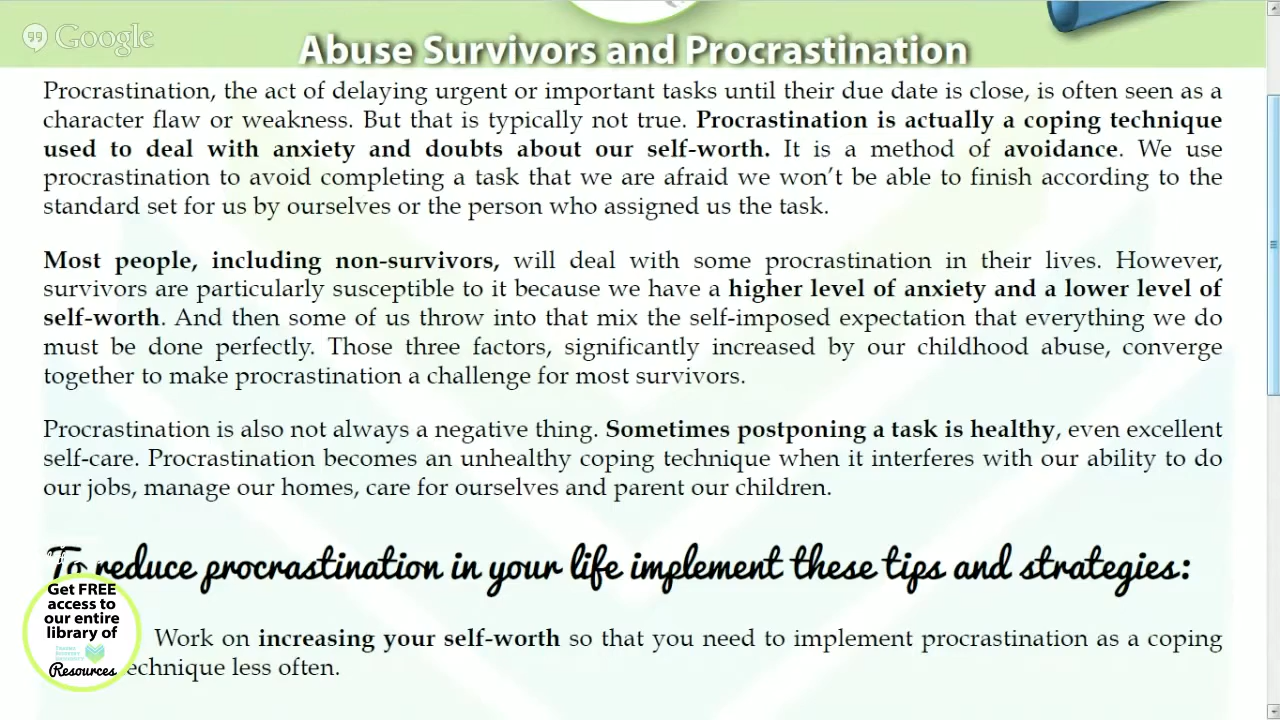 Google
Abuse Survivors and Procrastination
Procrastination, the act of delaying urgent or important tasks until their due date is close, is often seen as a
character flaw or weakness. But that is typically not true. Procrastination is actually a coping technique
used to deal with anxiety and doubts about our self-worth. It is a method of avoidance. We use
procrastination to avoid completing a task that we are afraid we won't be able to finish according to the
standard set for us by ourselves or the person who assigned us the task.
Most people, including non-survivors, will deal with some procrastination in their lives. However,
survivors are particularly susceptible to it because we have a higher level of anxiety and a lower level of
self-worth. And then some of us throw into that mix the self-imposed expectation that everything we do
must be done perfectly. Those three factors, significantly increased by our childhood abuse, converge
together to make procrastination a challenge for most survivors.
Procrastination is also not always a negative thing. Sometimes postponing a task is healthy, even excellent
self-care. Procrastination becomes an unhealthy coping technique when it interferes with our ability to do
our jobs, manage our homes, care for ourselves and parent our children.
To reduce procrastination in your life implement these tips and strategies:
Get FREE
access to
our entire
library of
Resources
Work on increasing your self-worth so that you need to implement procrastination as a coping
echnique less often.